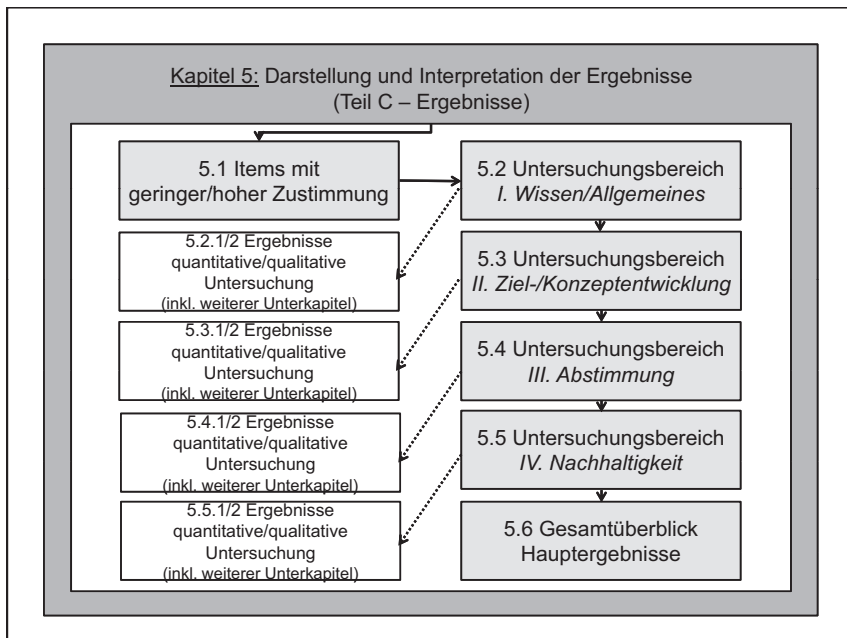 Kapitel 5: Darstellung und Interpretation der Ergebnisse
(Teil C – Ergebnisse)
5.1 Items mit
geringer/hoher Zustimmung
5.2 Untersuchungsbereich
I. Wissen/Allgemeines
5.2.1/2 Ergebnisse
quantitative/qualitative
Untersuchung
(inkl. weiterer Unterkapitel)
5.3 Untersuchungsbereich
II. Ziel-/Konzeptentwicklung
5.3.1/2 Ergebnisse
quantitative/qualitative
Untersuchung
(inkl. weiterer Unterkapitel)
5.4 Untersuchungsbereich
III. Abstimmung
5.4.1/2 Ergebnisse
quantitative/qualitative
Untersuchung
(inkl. weiterer Unterkapitel)
5.5 Untersuchungsbereich
IV. Nachhaltigkeit
5.5.1/2 Ergebnisse
quantitative/qualitative
Untersuchung
(inkl. weiterer Unterkapitel)
5.6 Gesamtüberblick
Hauptergebnisse